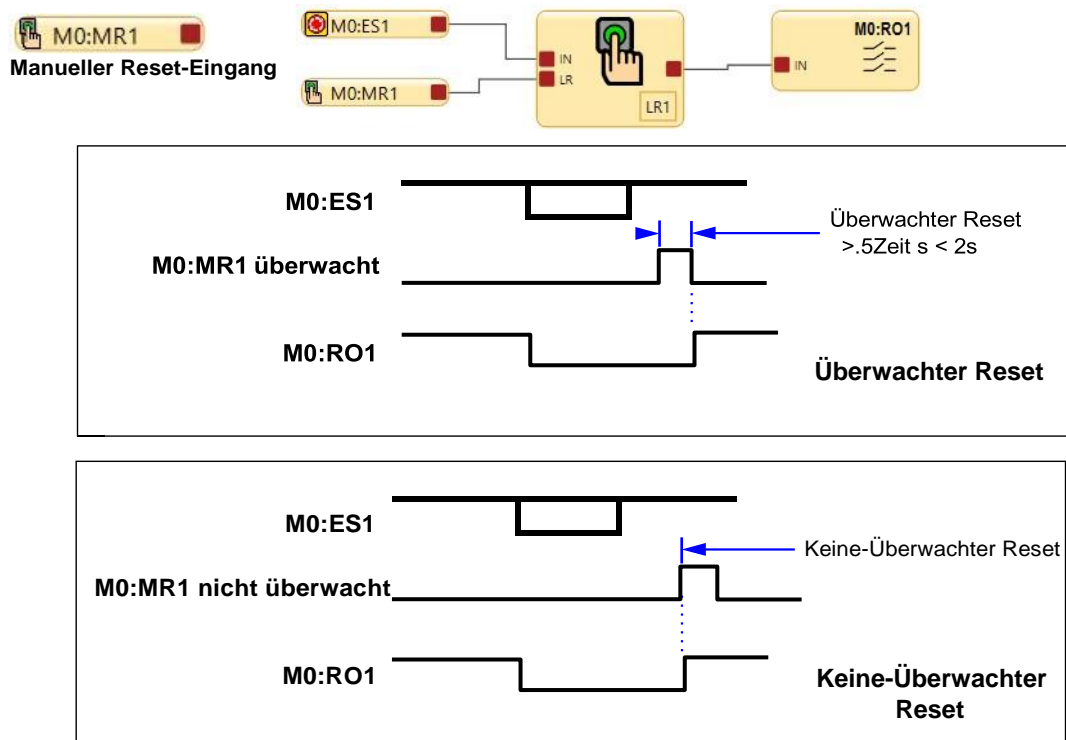 M0:MR1
Manueller Reset-Eingang
M0:ES1
M0:MR1
IN
LR
LR1
M0:RO1
IN
M0:ES1
M0:MR1 überwacht
M0:RO1
Überwachter Reset
>.5Zeit s < 2s
Überwachter Reset
M0:ES1
M0:MR1 nicht überwacht
M0:RO1
Keine-Überwachter Reset
Keine-Überwachter
Reset